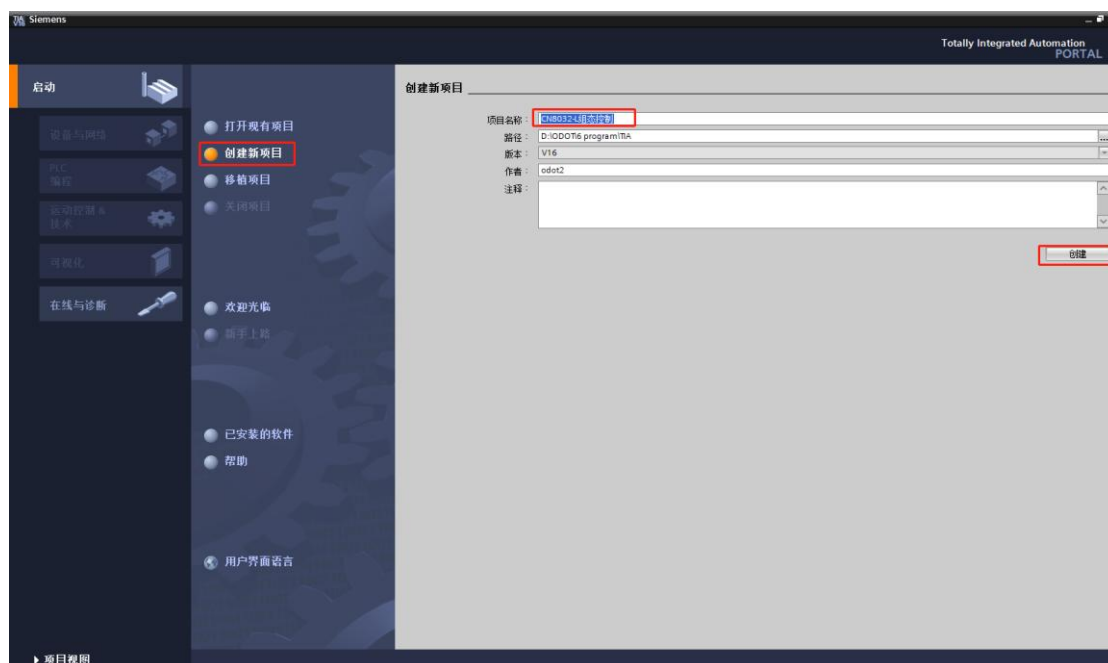 Siemens
Totally Integrated Automation
PORTAL
启动
设备与网络
PLC
编程
运动控制 &
技术
可视化
在线与诊断
打开现有项目
创建新项目
移植项目
关闭项目
欢迎光临
新手上路
已安装的软件
帮助
用户界面语言
创建新项目
项目名称：
CN8032-L组态控制
路径：
D:\ODOT\6 program\TIA
...
版本：
V16
作者：
odot2
注释：
创建
项目视图